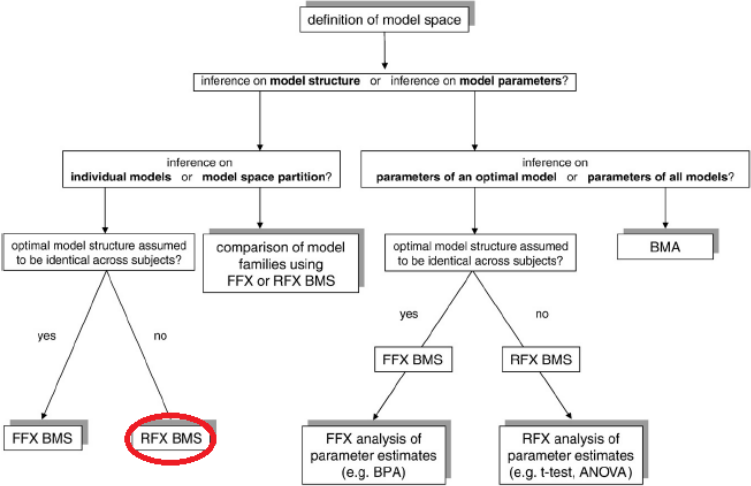 definition of model space
inference on model structure or inference on model parameters?
inference on
individual models or model space partition?
inference on
parameters of an optimal model or parameters of all models?
optimal model structure assumed
to be identical across subjects?
comparison of model
families using
FFX or RFX BMS
optimal model structure assumed
to be identical across subjects?
BMA
yes
no
yes
no
FFX BMS
RFX BMS
FFX BMS
RFX BMS
FFX analysis of
parameter estimates
(e.g. BPA)
RFX analysis of
parameter estimates
(e.g. t-test, ANOVA)